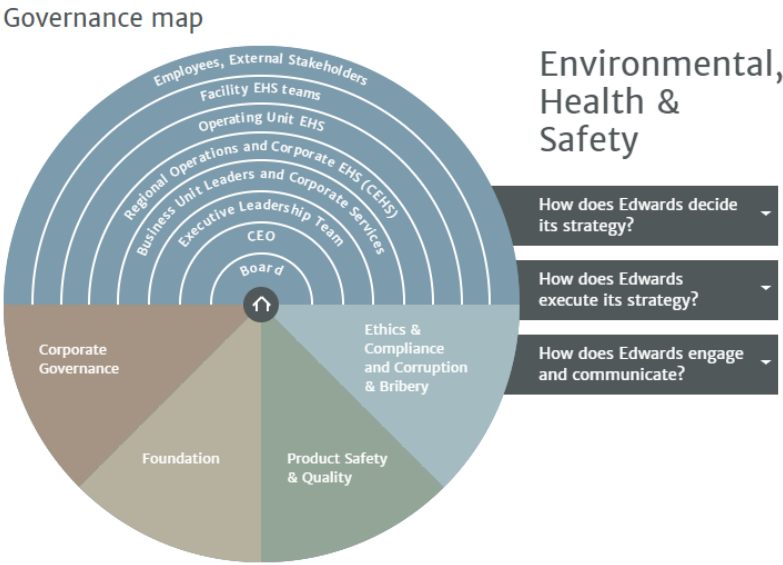 Governance map
Employees, External Stakeholders
Facility EHS teams
Operating Unit EHS
Regional Operations and Corporate EHS (CEHS)
Business Unit Leaders and Corporate Services
Executive Leadership Team
CEO
Board
Corporate
Governance
Foundation
Product Safety
& Quality
Ethics &
Compliance
and Corruption
& Bribery
Environmental,
Health &
Safety
How does Edwards decide
its strategy?
How does Edwards
execute its strategy?
How does Edwards engage
and communicate?